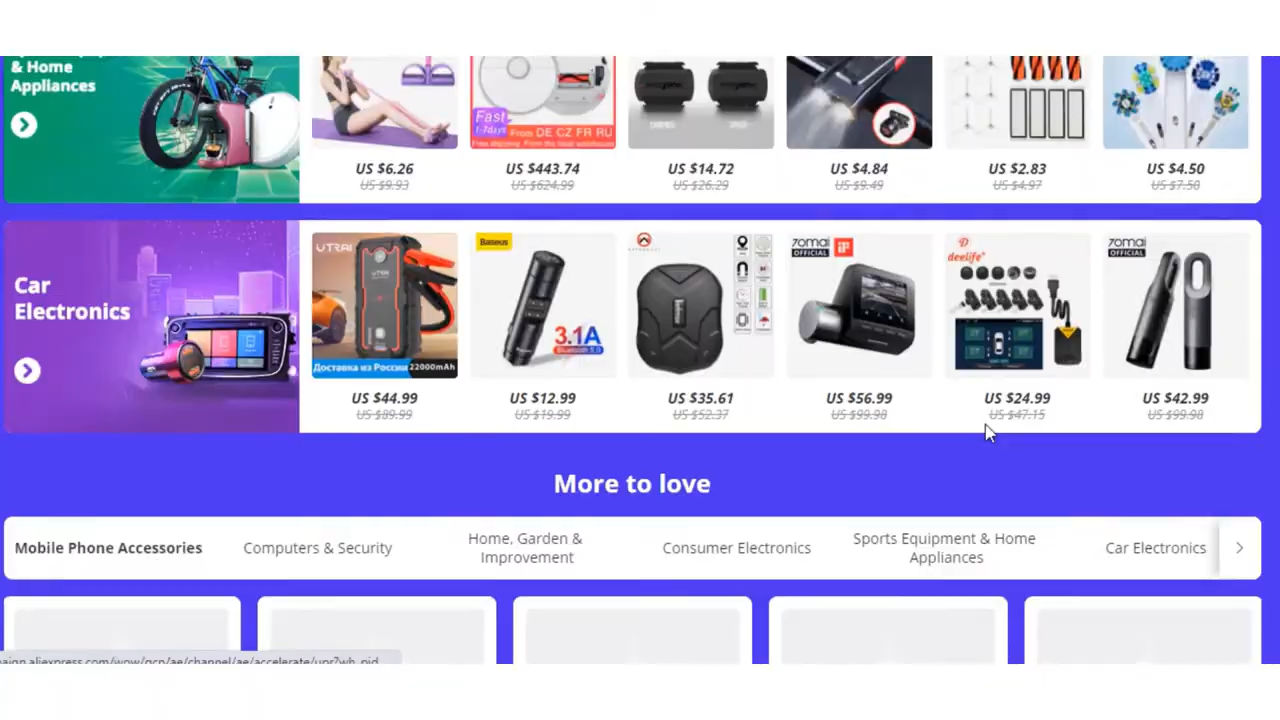 & Home
Appliances
Fast
1-7days
From DE CZ FR RU
US $6.26
US $443.74
US $14.72
US $4.84
US $2.83
US $4.50
US $9.93
US $624.99
US $26.29
US $9.49
US $4.97
US $7.50
Car
Electronics
UTRAI
Доставка из России
22000mAh
Baseus
3.1A
Bluetooth 5.0
70mai
OFFICIAL
deelife
70mai
OFFICIAL
US $44.99
US $12.99
US $35.61
US $56.99
US $24.99
US $42.99
US $89.99
US $19.99
US $52.37
US $99.98
US $47.15
US $99.98
More to love
Mobile Phone Accessories
Computers & Security
Home, Garden &
Improvement
Consumer Electronics
Sports Equipment & Home
Appliances
Car Electronics